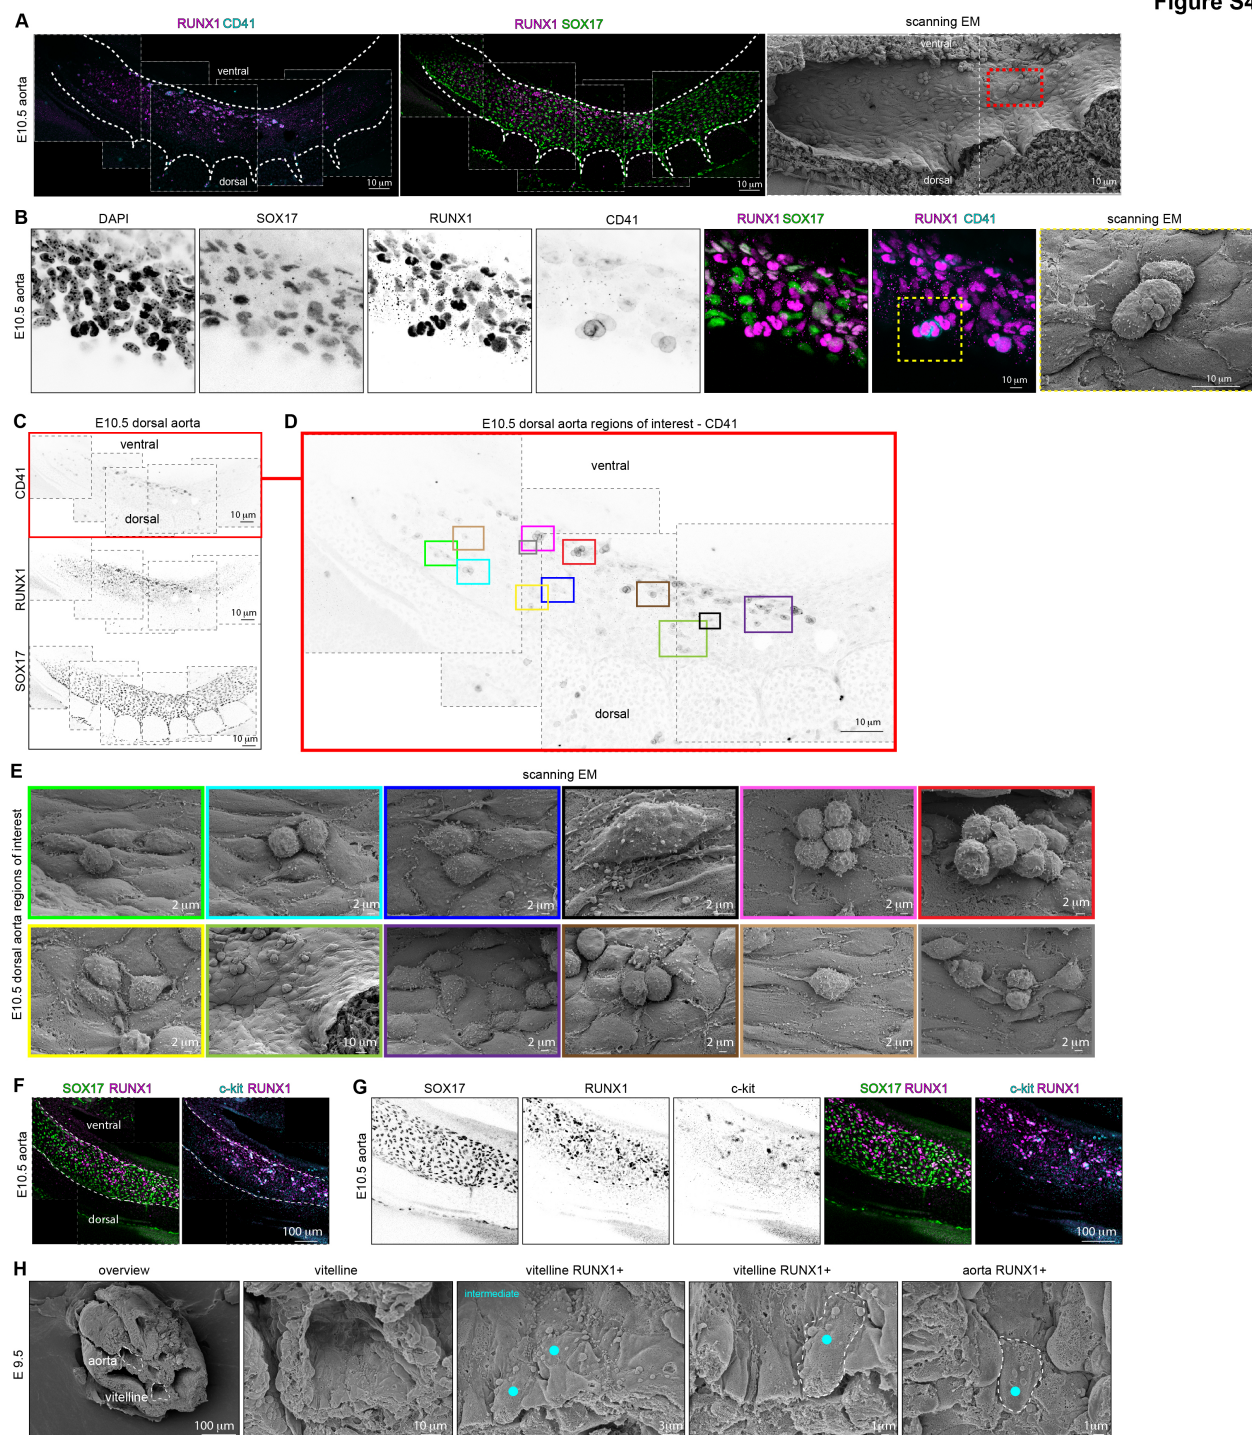 Figure S4
A
RUNX1 CD41
RUNX1 SOX17
scanning EM
E10.5 aorta
ventral
dorsal
10 µm
10 µm
ventral
dorsal
10 µm
B
DAPI
SOX17
RUNX1
CD41
RUNX1 SOX17
RUNX1 CD41
scanning EM
E10.5 aorta
10 µm
10 µm
C
E10.5 dorsal aorta
CD41
ventral
dorsal
10 µm
RUNX1
10 µm
SOX17
10 µm
D
E10.5 dorsal aorta regions of interest - CD41
ventral
dorsal
10 µm
E
scanning EM
E10.5 dorsal aorta regions of interest
2 µm
2 µm
2 µm
2 µm
2 µm
2 µm
2 µm
10 µm
2 µm
2 µm
2 µm
2 µm
F
SOX17 RUNX1
c-kit RUNX1
E10.5 aorta
ventral
dorsal
100 µm
G
SOX17
RUNX1
c-kit
SOX17 RUNX1
c-kit RUNX1
E10.5 aorta
100 µm
H
overview
vitelline
vitelline RUNX1+
vitelline RUNX1+
aorta RUNX1+
E 9.5
aorta
vitelline
100 µm
10 µm
intermediate
3µm
1µm
1µm